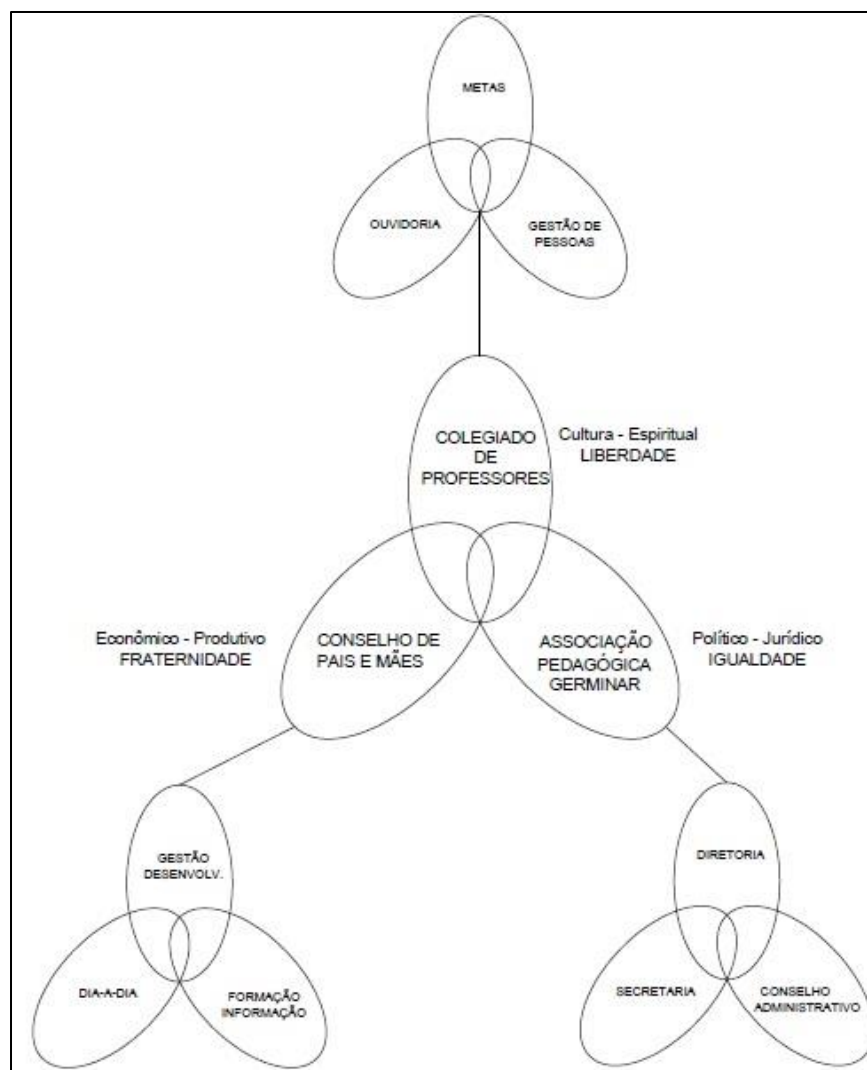 METAS
OUVIDORIA
GESTÃO DE
PESSOAS
COLEGIADO
DE
PROFESSORES
Cultura - Espiritual
LIBERDADE
Econômico - Produtivo
FRATERNIDADE
CONSELHO DE
PAIS E MÃES
ASSOCIAÇÃO
PEDAGÓGICA
GERMINAR
Político - Jurídico
IGUALDADE
GESTÃO
DESENVOLV.
DIA-A-DIA
FORMAÇÃO
INFORMAÇÃO
DIRETORIA
SECRETARIA
CONSELHO
ADMINISTRATIVO